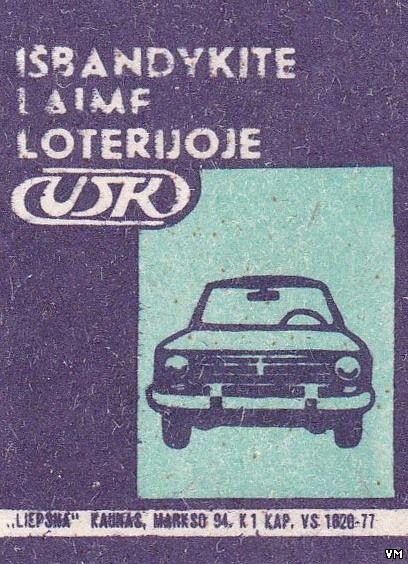 IŠBANDYKITE
LAIMĘ
LOTERIJOJE
"LIEPSNA" KAUNAS, MARKSO 94. K 1 KAP. VS 1620-77
VM